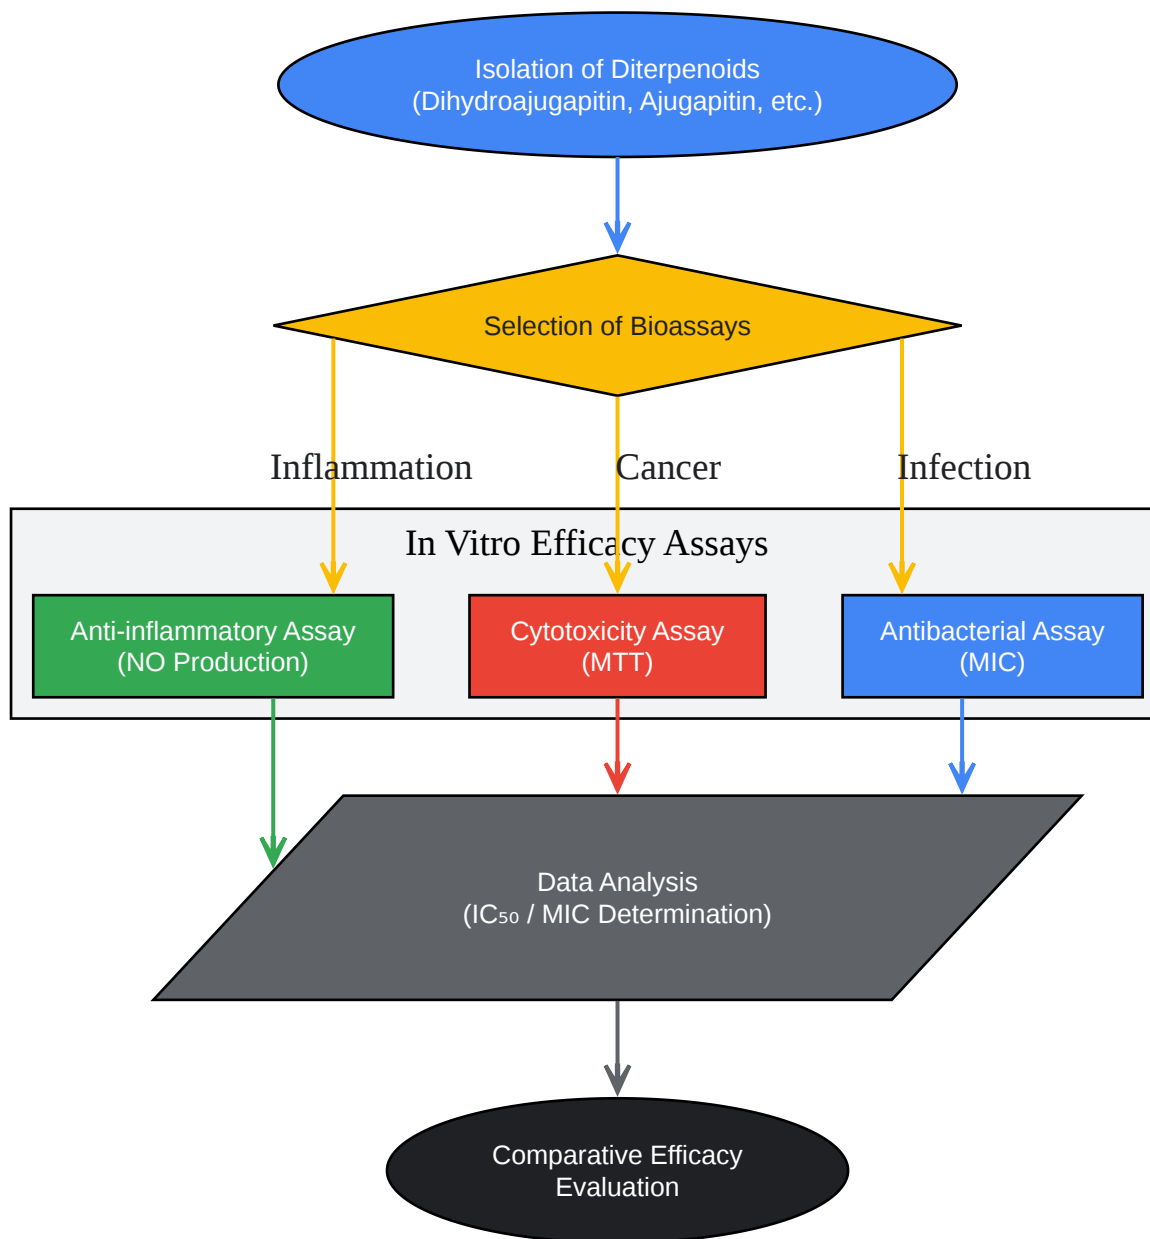 Isolation of Diterpenoids
(Dihydroajugapitin, Ajugapitin, etc.)
Selection of Bioassays
Inflammation
Cancer
Infection
In Vitro Efficacy Assays
Anti-inflammatory Assay
(NO Production)
Cytotoxicity Assay
(MTT)
Antibacterial Assay
(MIC)
Data Analysis
(IC₅₀ / MIC Determination)
Comparative Efficacy
Evaluation